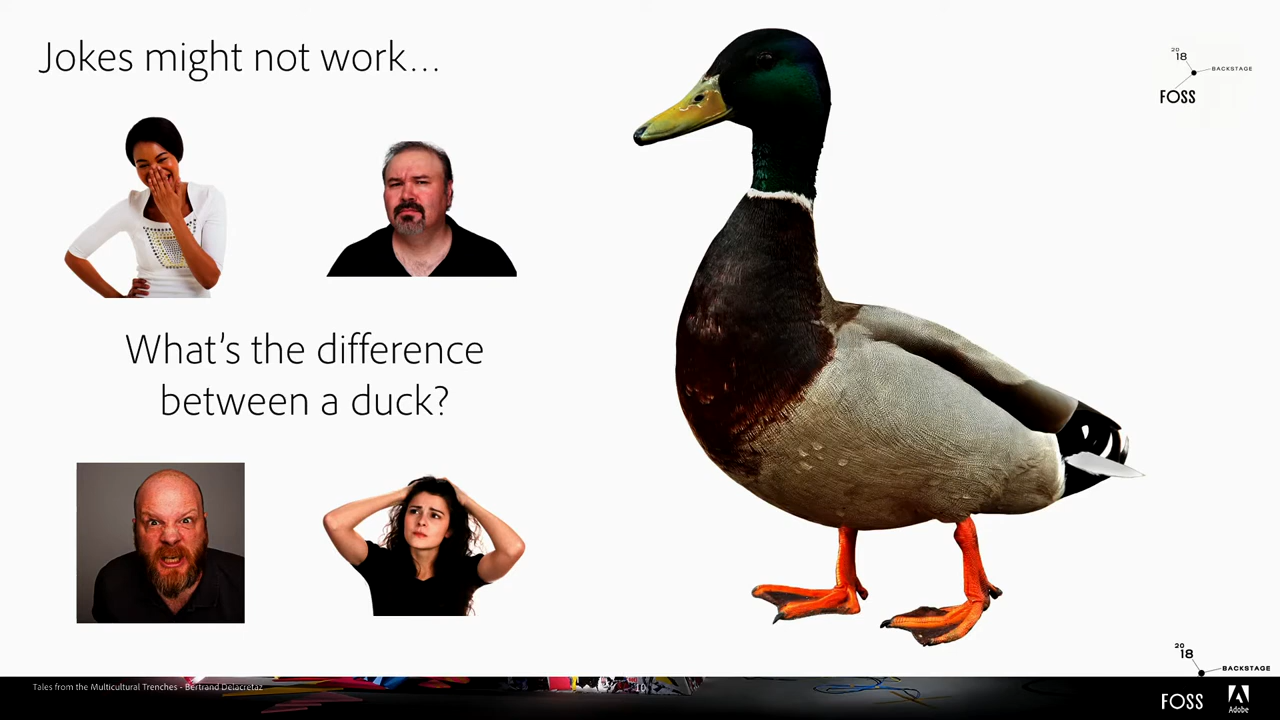 Jokes might not work...
20
18
BACKSTAGE
FOSS
What's the difference
between a duck?
20
18
BACKSTAGE
Tales from the Multicultural Trenches - Bertrand Delacretaz
10
FOSS
Adobe